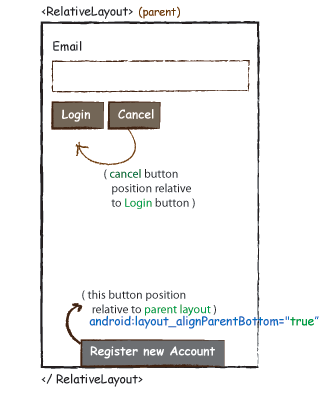 <RelativeLayout> (parent)
Email
Login Cancel
( cancel button
position relative
to Login button )
( this button position
relative to parent layout )
android:layout_alignParentBottom="true"
Register new Account
</ RelativeLayout>